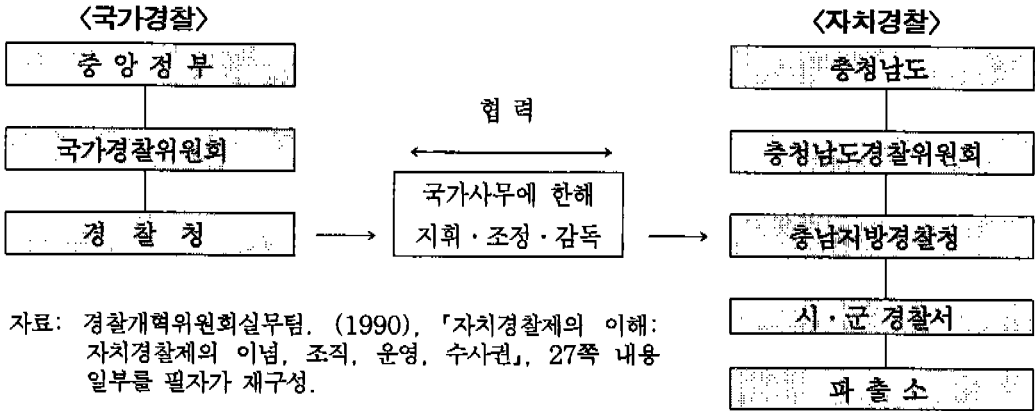 〈국가경찰〉
중 앙 정 부
국가경찰위원회
경 찰 청
협 력
국가사무에 한해
지휘 · 조정 · 감독
〈자치경찰〉
충청남도
충청남도경찰위원회
충남지방경찰청
시 · 군 경찰서
파 출 소
자료: 경찰개혁위원회실무팀. (1990), 「자치경찰제의 이해:
자치경찰제의 이념, 조직, 운영, 수사권」, 27쪽 내용
일부를 필자가 재구성.